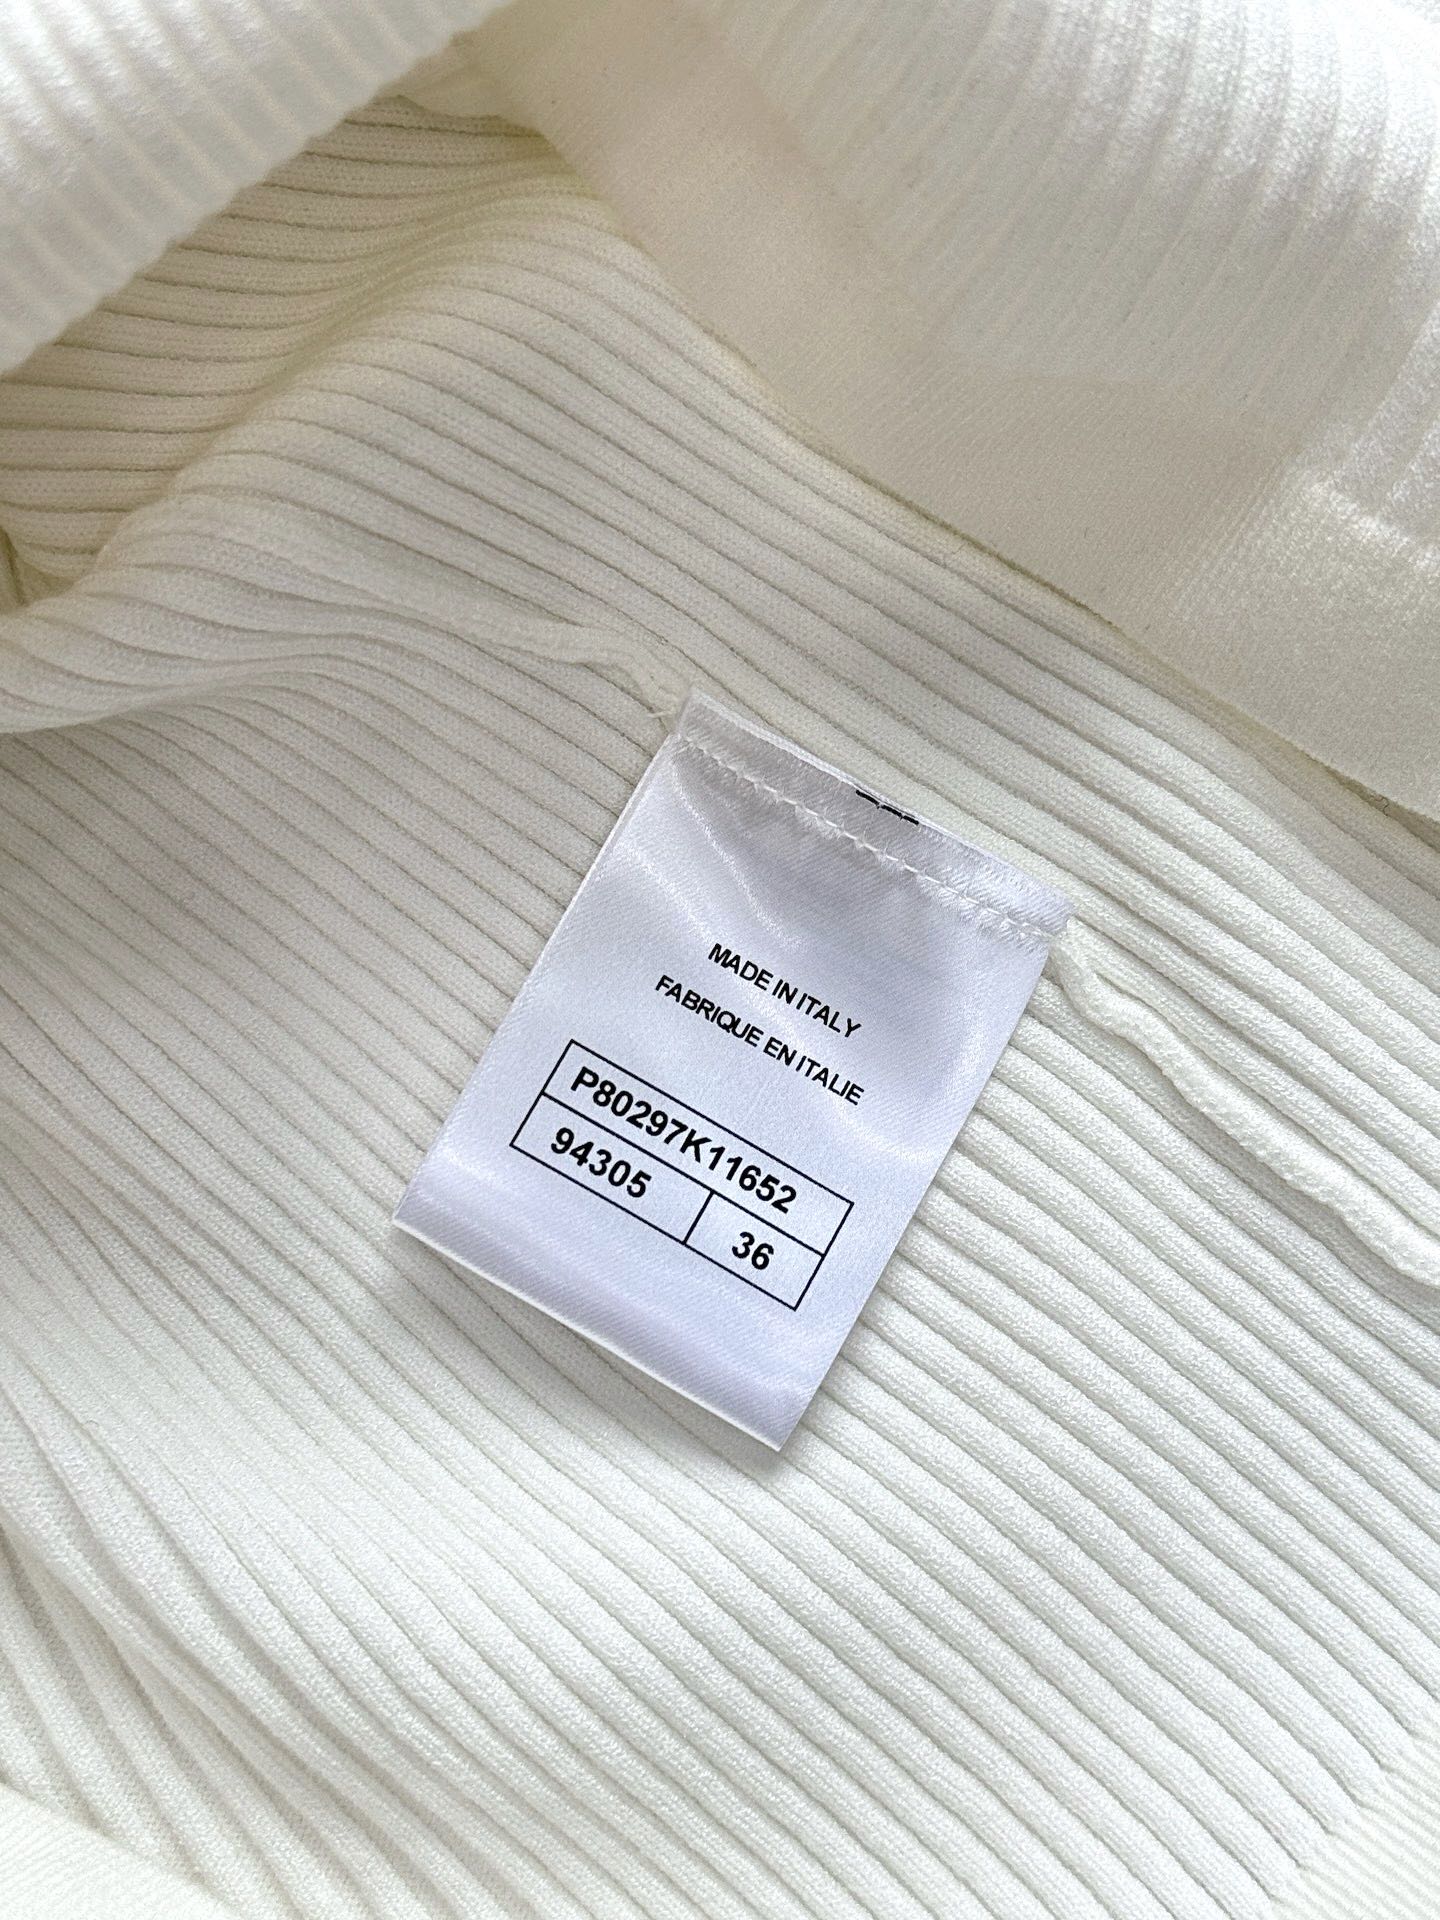 MADE IN ITALY
FABRIQUE EN ITALIE
P80297K11652
94305 36